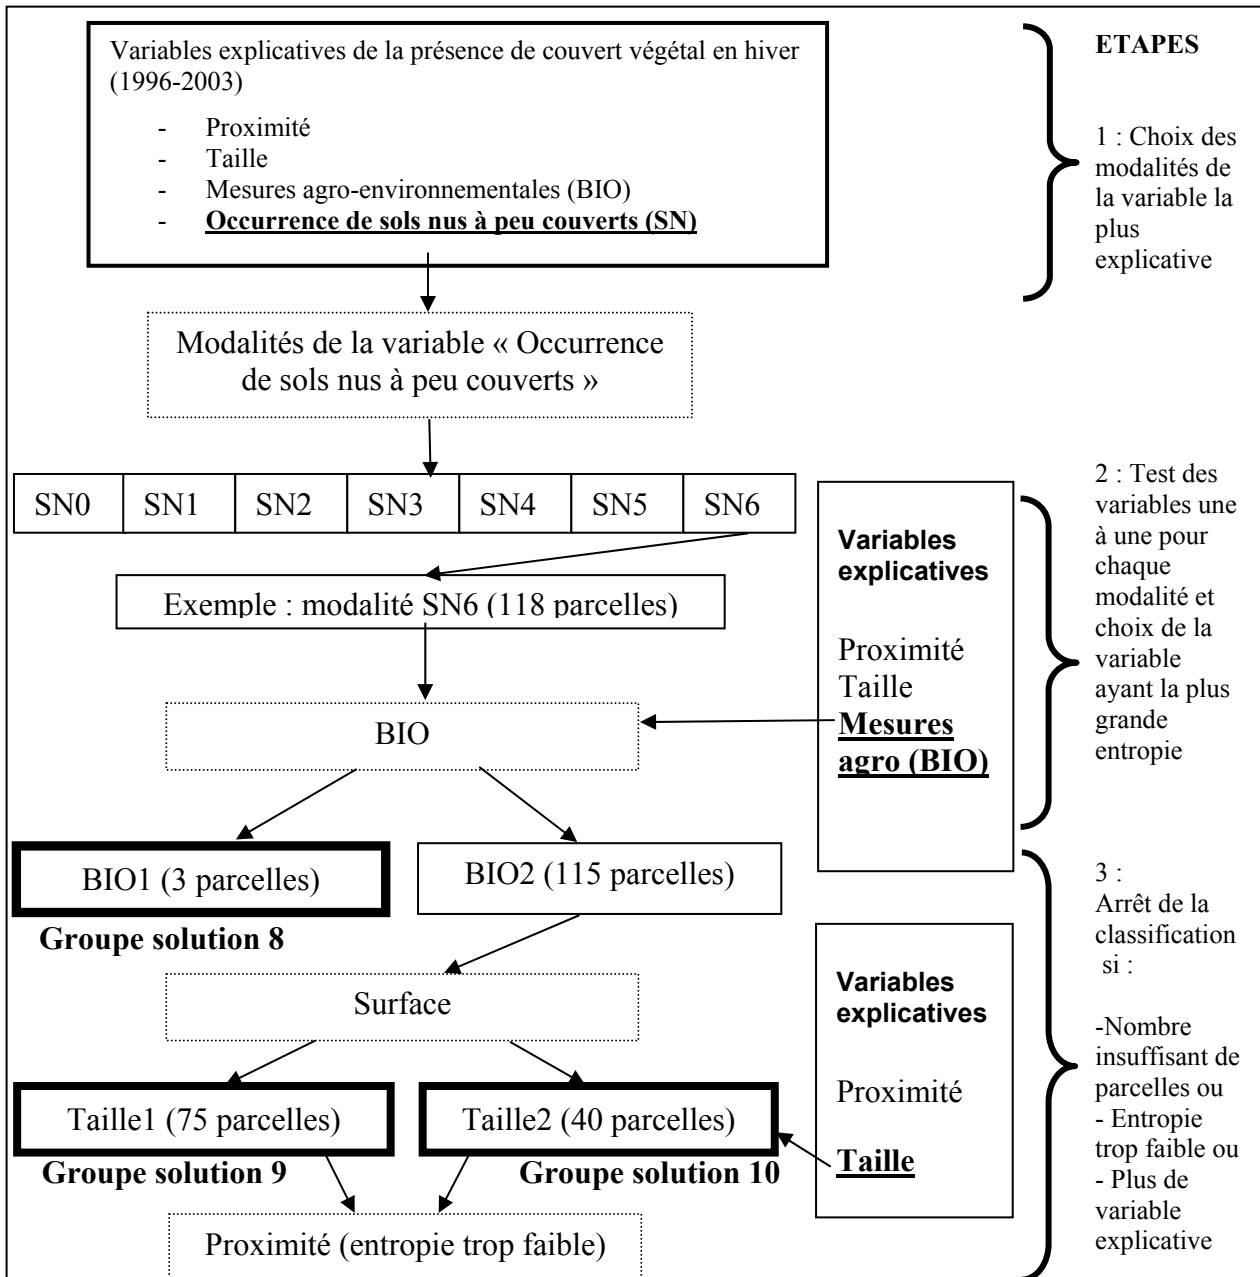 Variables explicatives de la présence de couvert végétal en hiver
(1996-2003)
- Proximité
- Taille
- Mesures agro-environnementales (BIO)
- Occurrence de sols nus à peu couverts (SN)
ETAPES
1 : Choix des
modalités de
la variable la
plus
explicative
Modalités de la variable « Occurrence
de sols nus à peu couverts »
SN0 SN1 SN2 SN3 SN4 SN5 SN6
Exemple : modalité SN6 (118 parcelles)
Variables
explicatives
Proximité
Taille
Mesures
agro (BIO)
2 : Test des
variables une
à une pour
chaque
modalité et
choix de la
variable
ayant la plus
grande
entropie
BIO
BIO1 (3 parcelles)
BIO2 (115 parcelles)
Groupe solution 8
Surface
Taille1 (75 parcelles)
Taille2 (40 parcelles)
Groupe solution 9
Groupe solution 10
Proximité (entropie trop faible)
Variables
explicatives
Proximité
Taille
3 :
Arrêt de la
classification
si :
-Nombre
insuffisant de
parcelles ou
- Entropie
trop faible ou
- Plus de
variable
explicative